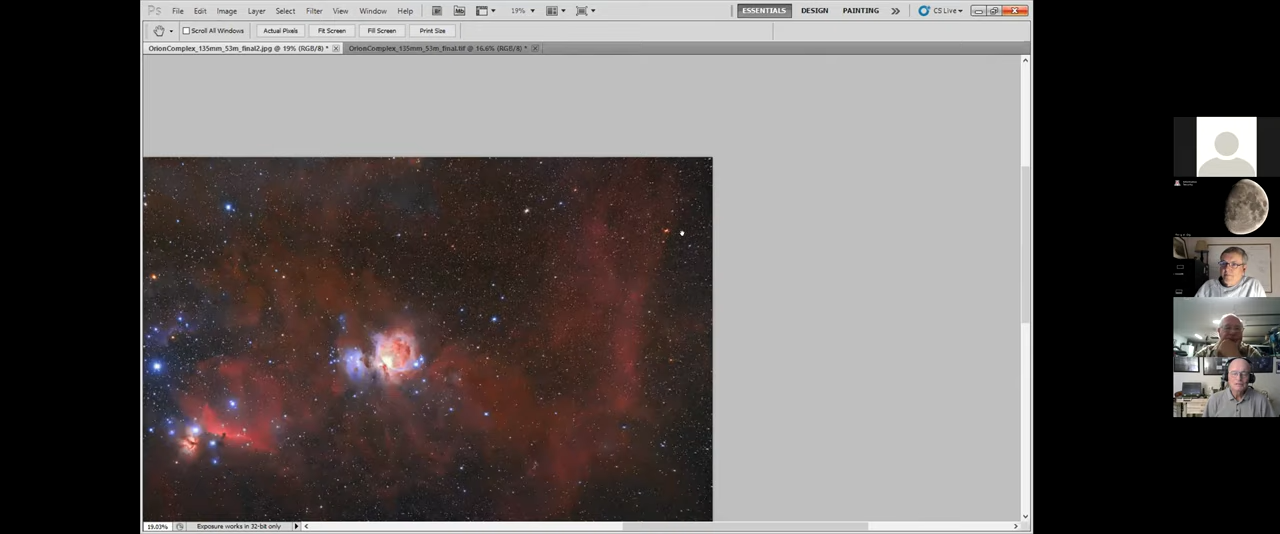 Ps File Edit Image Layer Select Filter View Window Help Br Mb 19% ESSENTIALS DESIGN PAINTING CS Live
Scroll All Windows Actual Pixels Fit Screen Fill Screen Print Size
OrionComplex_135mm_53m_final2.jpg @ 19% (RGB/8) * OrionComplex_135mm_53m_final.tif @ 16.6% (RGB/8) *
19.03% Exposure works in 32-bit only